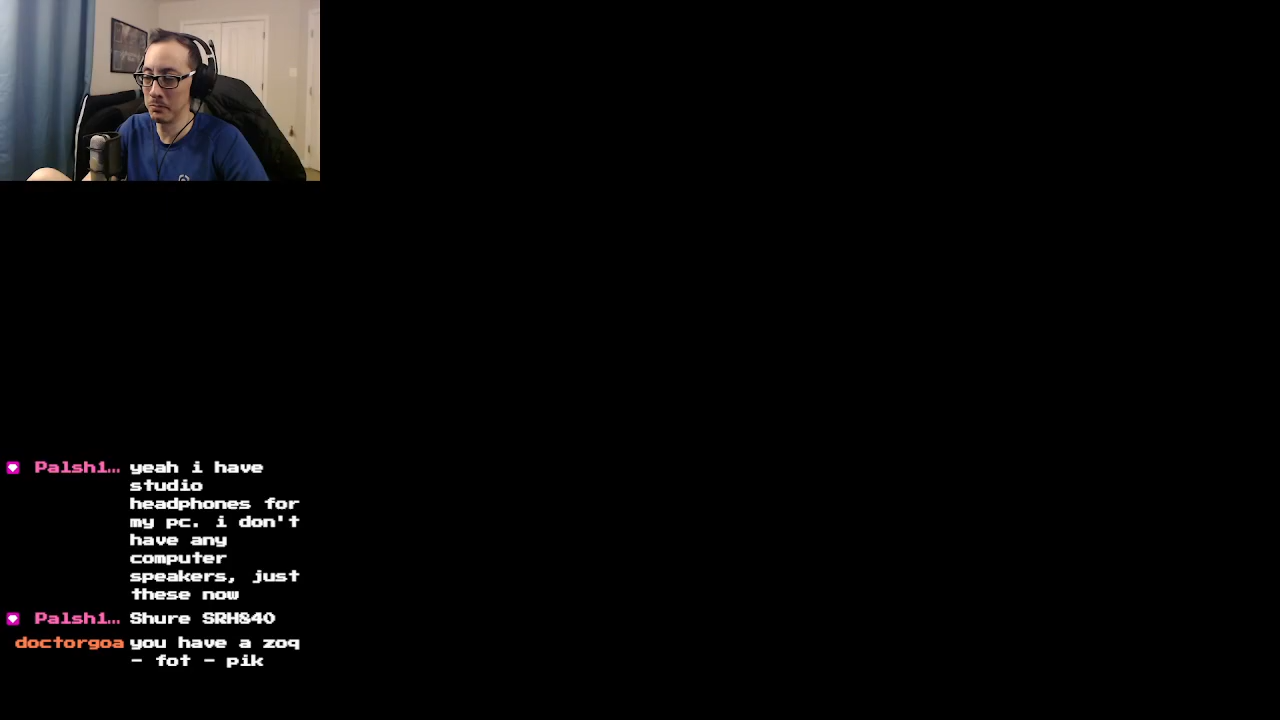 Palsh1... yeah i have
studio
headphones for
my pc. i don't
have any
computer
speakers, just
these now
Palsh1... Shure SRH840
doctorgoa you have a zoq
- fot - pik